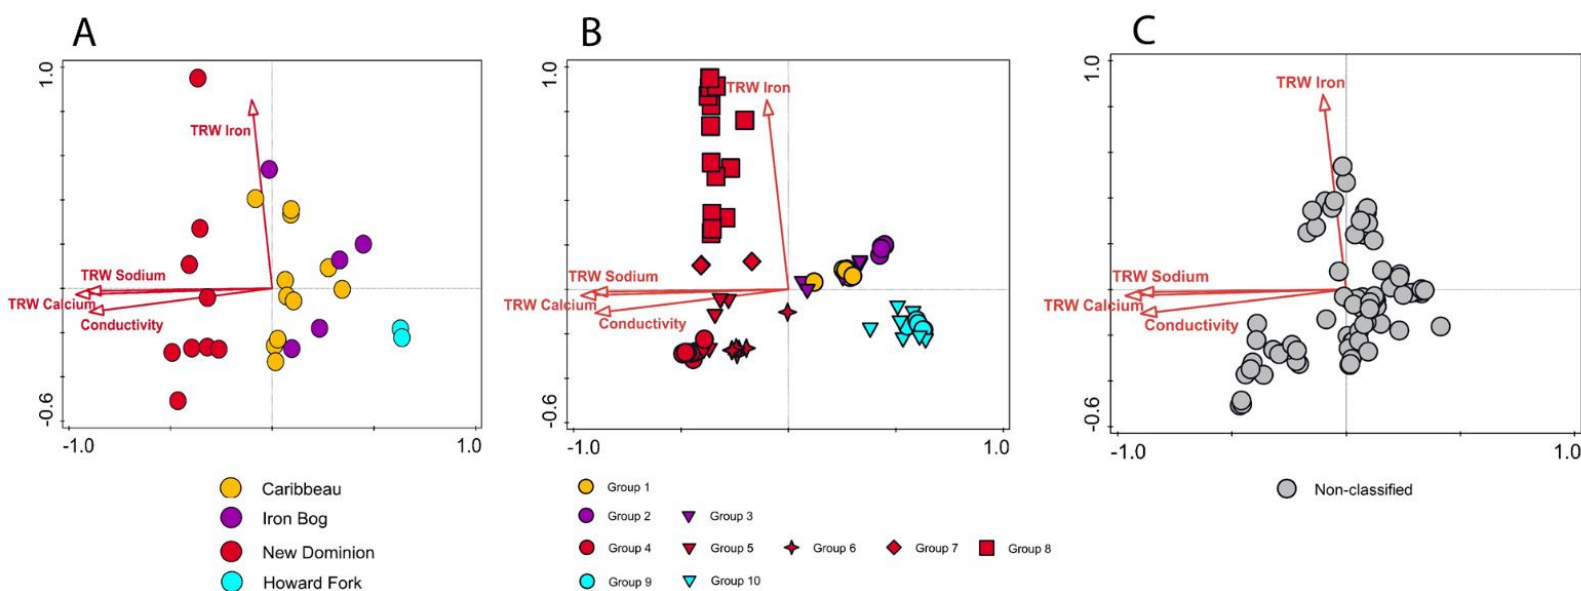 A
1.0
TRW Iron
TRW Sodium
TRW Calcium
Conductivity
-0.6
-1.0
1.0
Caribbeau
Iron Bog
New Dominion
Howard Fork
B
1.0
TRW Iron
TRW Sodium
TRW Calcium
Conductivity
-0.6
-1.0
1.0
Group 1
Group 2 Group 3
Group 4 Group 5 Group 6 Group 7 Group 8
Group 9 Group 10
C
1.0
TRW Iron
TRW Sodium
TRW Calcium
Conductivity
-0.6
-1.0
1.0
Non-classified